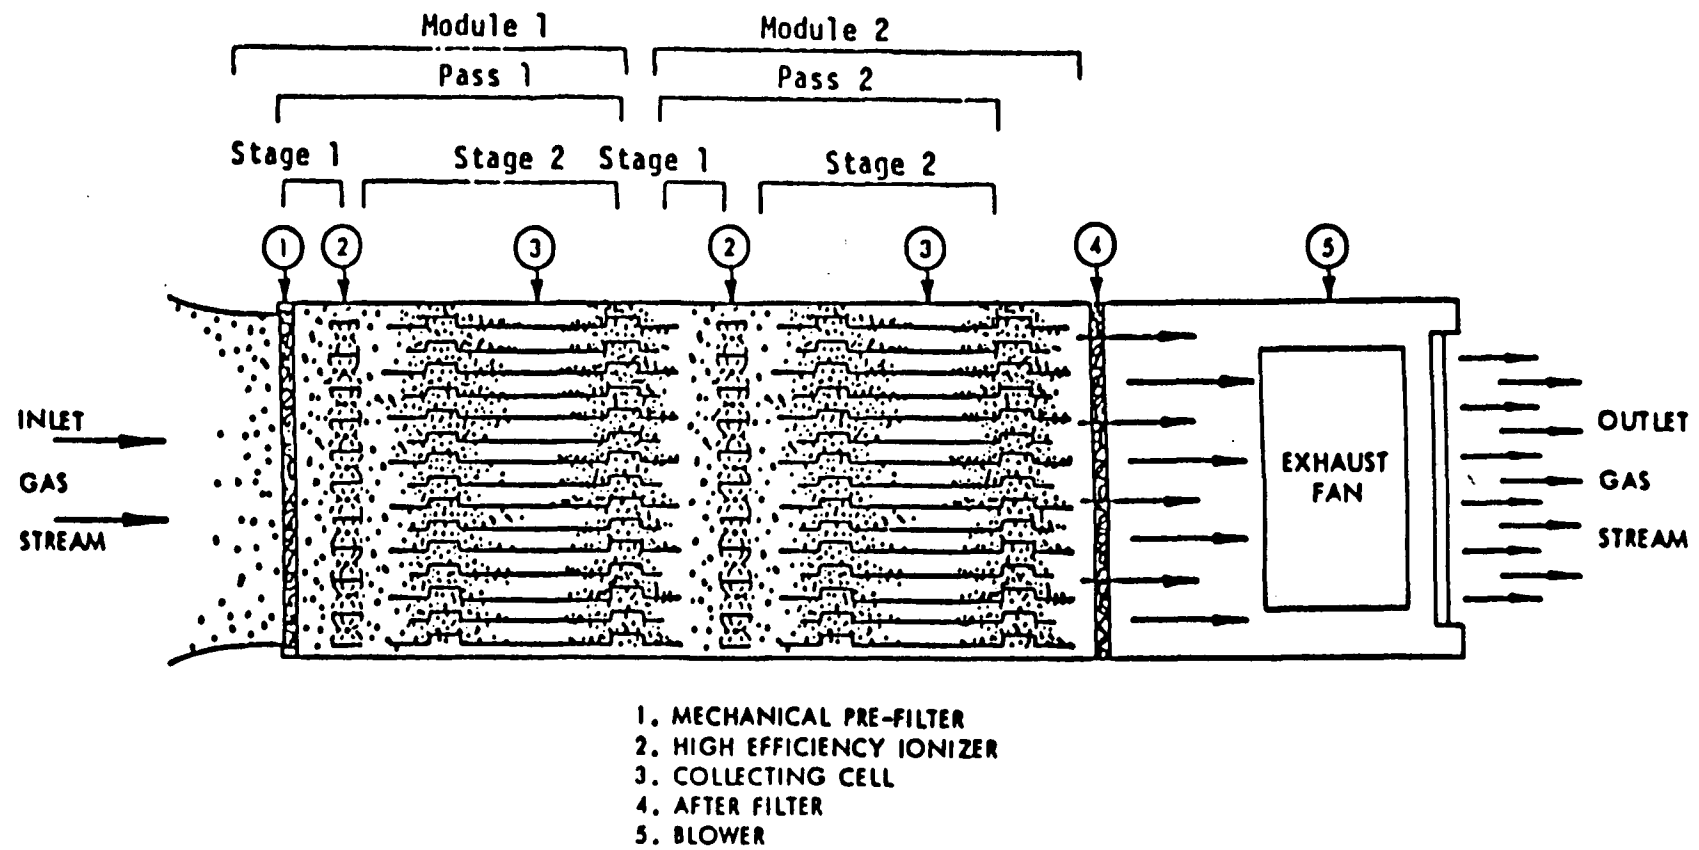 Module 1 Module 2
Pass 1 Pass 2
Stage 1 Stage 2 Stage 1 Stage 2
1 2 3 2 3 4 5
INLET
GAS
STREAM
EXHAUST
FAN
OUTLET
GAS
STREAM
1. MECHANICAL PRE-FILTER
2. HIGH EFFICIENCY IONIZER
3. COLLECTING CELL
4. AFTER FILTER
5. BLOWER